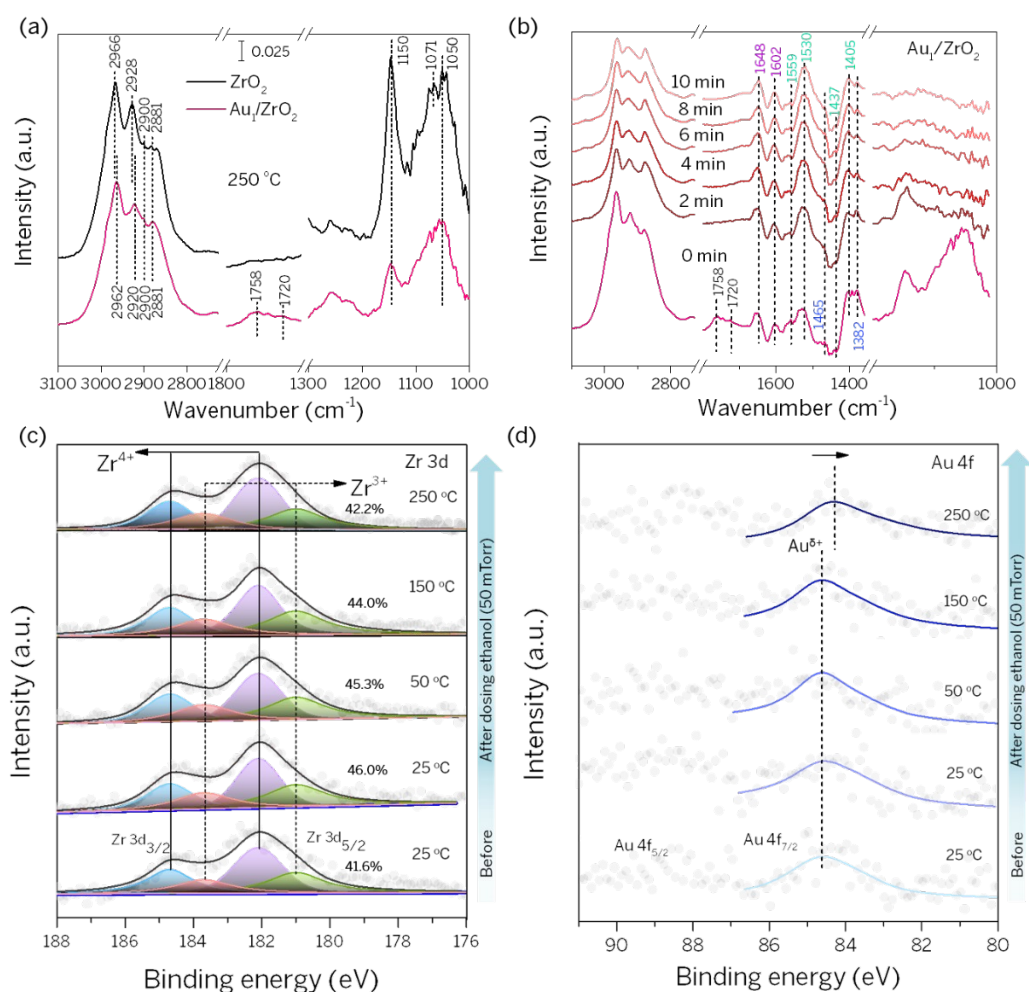 (a)
Intensity (a.u.)
2966
2928
2900
2881
0.025
ZrO₂
Au₁/ZrO₂
250 °C
1150
1071
1050
2962
2920
2900
2881
1758
1720
3100 3000 2900 2800 1800 1300 1300 1200 1100 1000
Wavenumber (cm⁻¹)
(b)
Intensity (a.u.)
1648
1602
1559
1530
1437
1405
Au₁/ZrO₂
10 min
8 min
6 min
4 min
2 min
0 min
1758
1720
1465
1382
3000 2800 1600 1400 1000
Wavenumber (cm⁻¹)
(c)
Intensity (a.u.)
Zr⁴⁺
Zr 3d
Zr³⁺
250 °C
42.2%
150 °C
44.0%
50 °C
45.3%
25 °C
46.0%
Zr 3d3/2
Zr 3d5/2
25 °C
41.6%
188 186 184 182 180 178 176
Binding energy (eV)
Before
After dosing ethanol (50 mTorr)
(d)
Intensity (a.u.)
Au 4f
250 °C
Auδ⁺
150 °C
50 °C
25 °C
Au 4f5/2
Au 4f7/2
25 °C
90 88 86 84 82 80
Binding energy (eV)
Before
After dosing ethanol (50 mTorr)